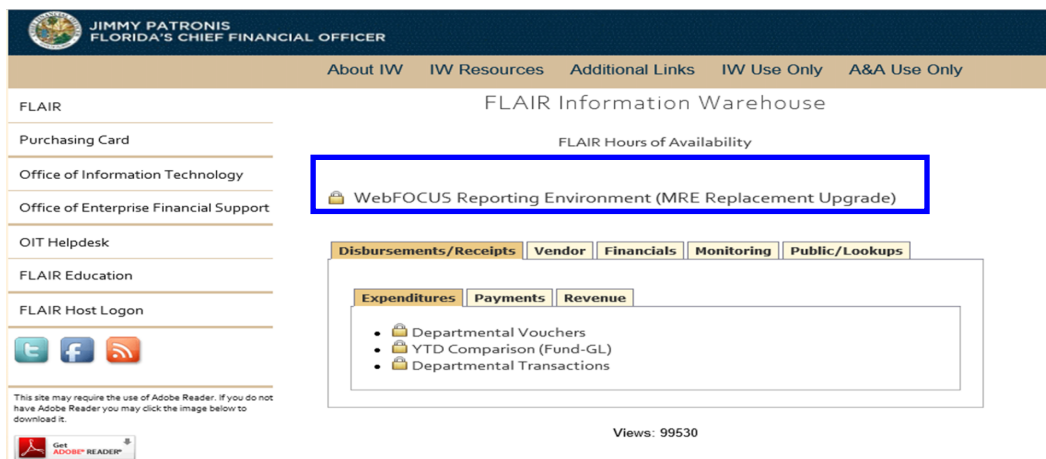 JIMMY PATRONIS
FLORIDA'S CHIEF FINANCIAL OFFICER
About IW IW Resources Additional Links IW Use Only A&A Use Only
FLAIR
Purchasing Card
Office of Information Technology
Office of Enterprise Financial Support
OIT Helpdesk
FLAIR Education
FLAIR Host Logon
This site may require the use of Adobe Reader. If you do not
have Adobe Reader you may click the image below to
download it.
Get
ADOBE® READER®
FLAIR Information Warehouse
FLAIR Hours of Availability
WebFOCUS Reporting Environment (MRE Replacement Upgrade)
Disbursements/Receipts Vendor Financials Monitoring Public/Lookups
Expenditures Payments Revenue
Departmental Vouchers
YTD Comparison (Fund-GL)
Departmental Transactions
Views: 99530